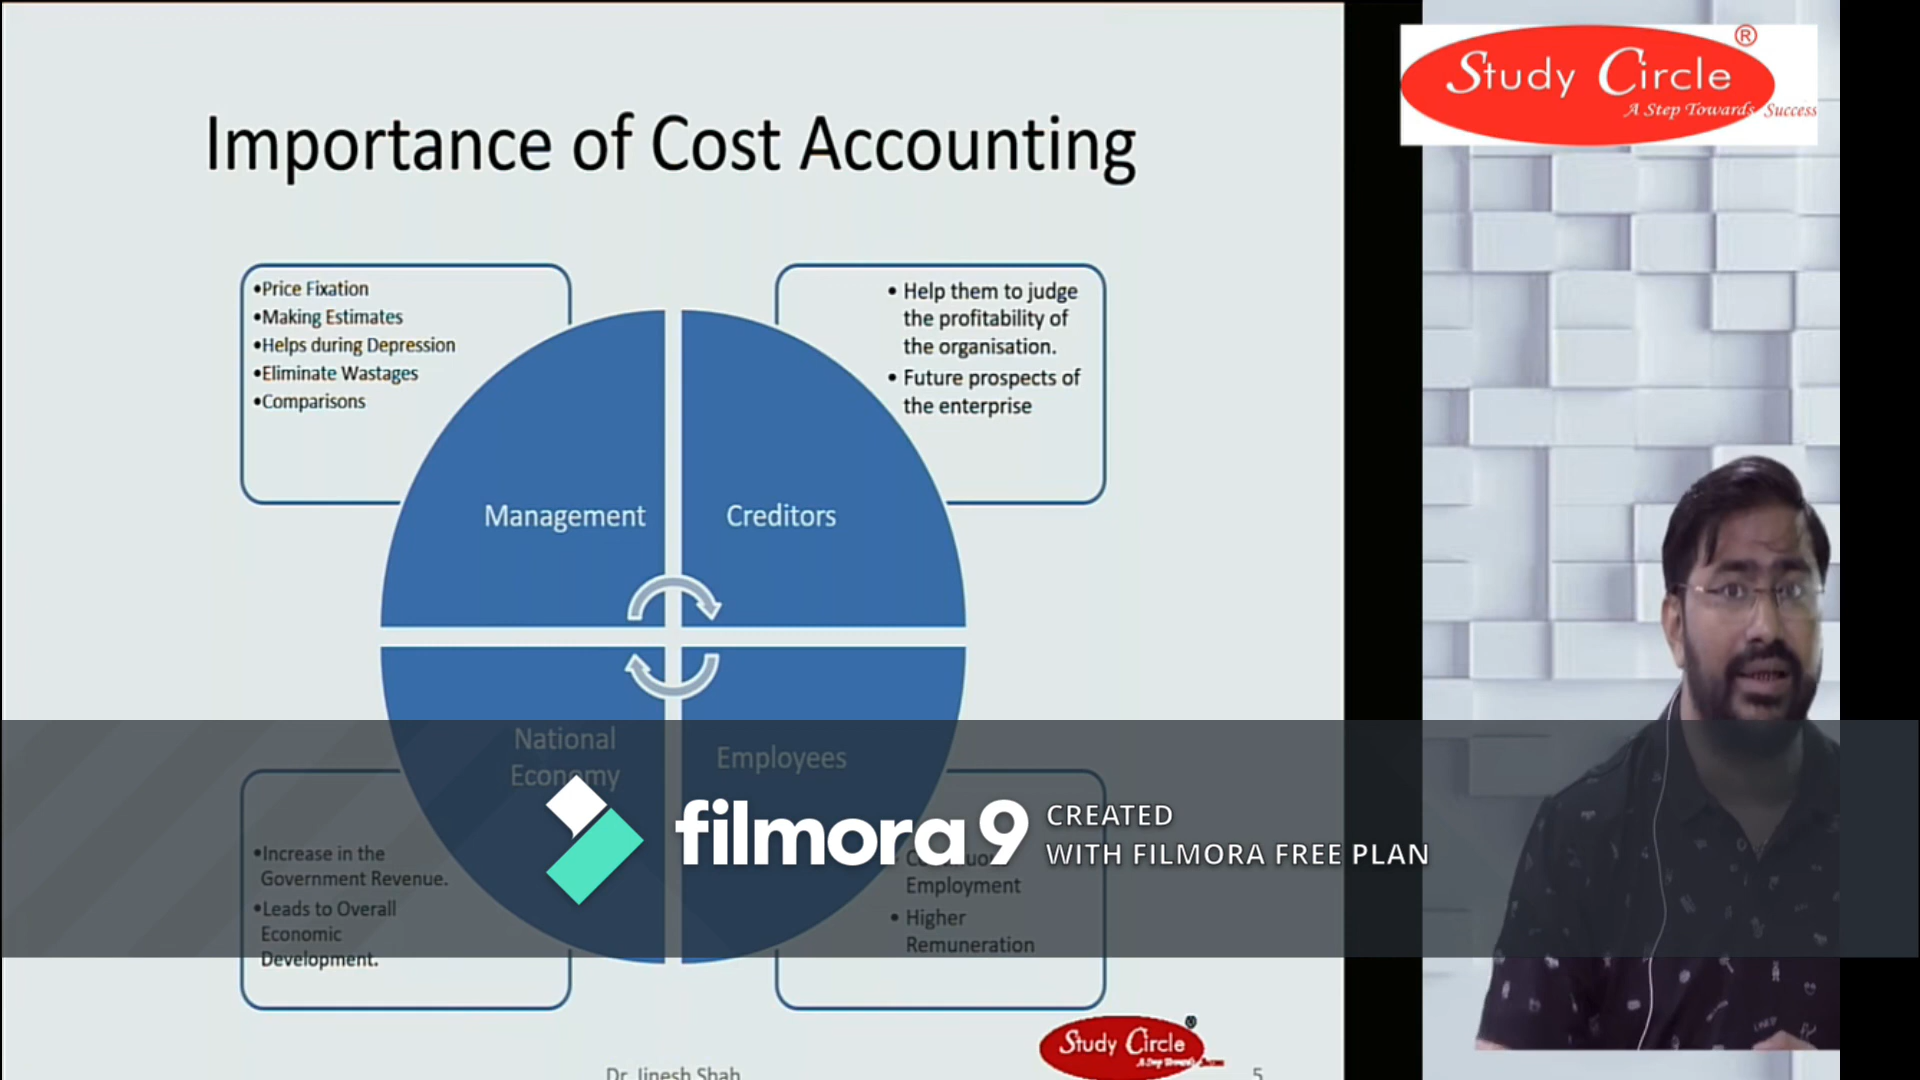 Importance of Cost Accounting
•Price Fixation
•Making Estimates
•Helps during Depression
•Eliminate Wastages
•Comparisons
• Help them to judge
the profitability of
the organisation.
• Future prospects of
the enterprise
Management
Creditors
National
Economy
Employees
•Increase in the
Government Revenue.
•Leads to Overall
Economic
Development.
Employment
• Higher
Remuneration
filmora9
CREATED
WITH FILMORA FREE PLAN
Study Circle ®
A Step Towards Success
Study Circle ®
Dr. Jinesh Shah
5